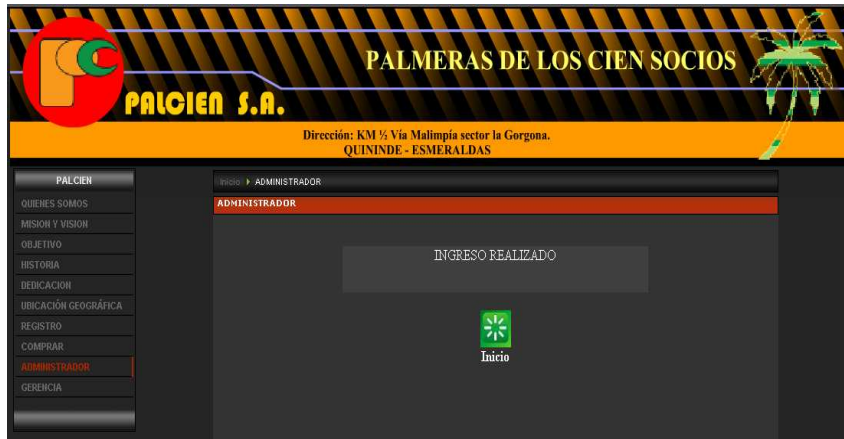 PALMERAS DE LOS CIEN SOCIOS
PALCIEN S.A.
Dirección: KM ½ Vía Malimpía sector la Gorgona.
QUININDE - ESMERALDAS
PALCIEN
QUIENES SOMOS
MISION Y VISION
OBJETIVO
HISTORIA
DEDICACION
UBICACIÓN GEOGRÁFICA
REGISTRO
COMPRAR
ADMINISTRADOR
GERENCIA
Inicio ADMINISTRADOR
ADMINISTRADOR
INGRESO REALIZADO
Inicio